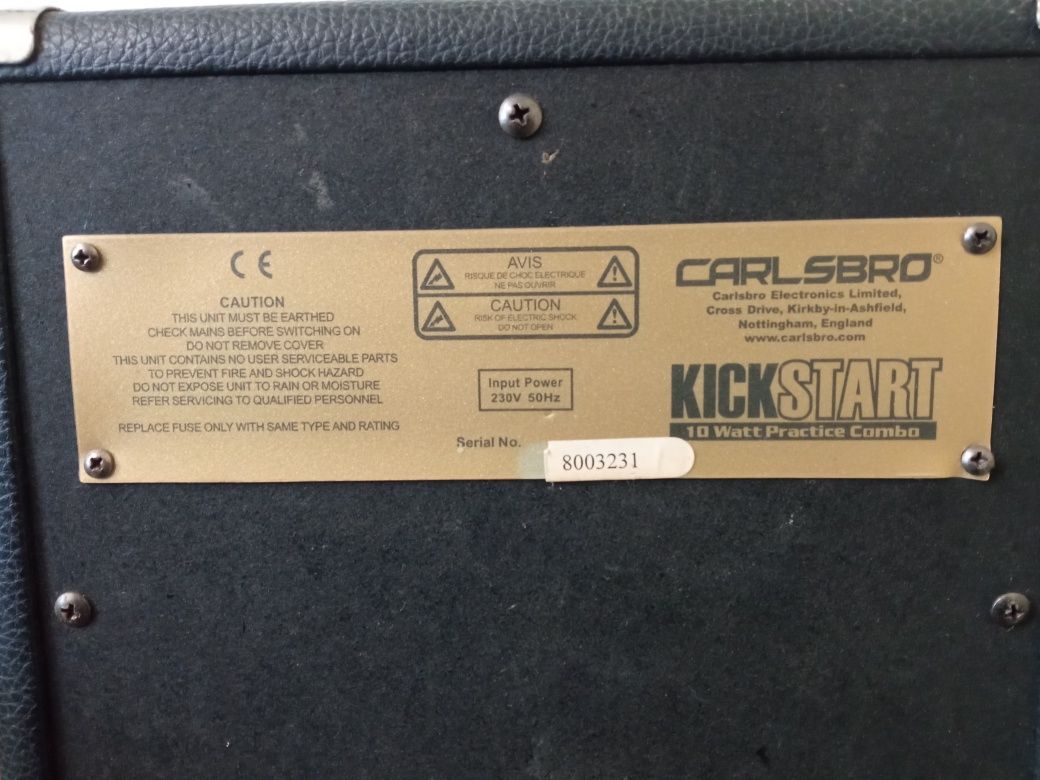 CE
CAUTION
THIS UNIT MUST BE EARTHED
CHECK MAINS BEFORE SWITCHING ON
DO NOT REMOVE COVER
THIS UNIT CONTAINS NO USER SERVICEABLE PARTS
TO PREVENT FIRE AND SHOCK HAZARD
DO NOT EXPOSE UNIT TO RAIN OR MOISTURE
REFER SERVICING TO QUALIFIED PERSONNEL
REPLACE FUSE ONLY WITH SAME TYPE AND RATING
AVIS
RISQUE DE CHOC ELECTRIQUE
NE PAS OUVRIR
CAUTION
RISK OF ELECTRIC SHOCK
DO NOT OPEN
Input Power
230V 50Hz
Serial No.
8003231
CARLSBRO®
Carlsbro Electronics Limited,
Cross Drive, Kirkby-in-Ashfield,
Nottingham, England
www.carlsbro.com
KICKSTART
10 Watt Practice Combo